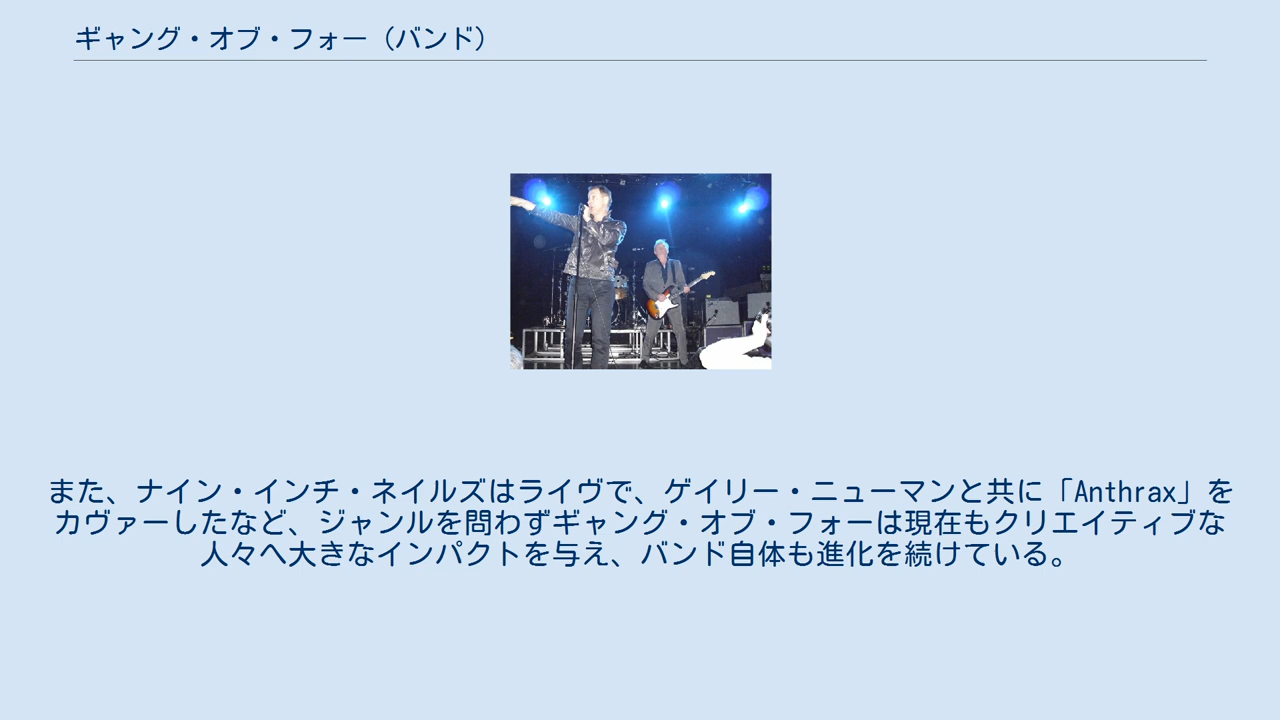 ギャング・オブ・フォー（バンド）
また、ナイン・インチ・ネイルズはライヴで、ゲイリー・ニューマンと共に「Anthrax」を
カヴァーしたなど、ジャンルを問わずギャング・オブ・フォーは現在もクリエイティブな
人々へ大きなインパクトを与え、バンド自体も進化を続けている。